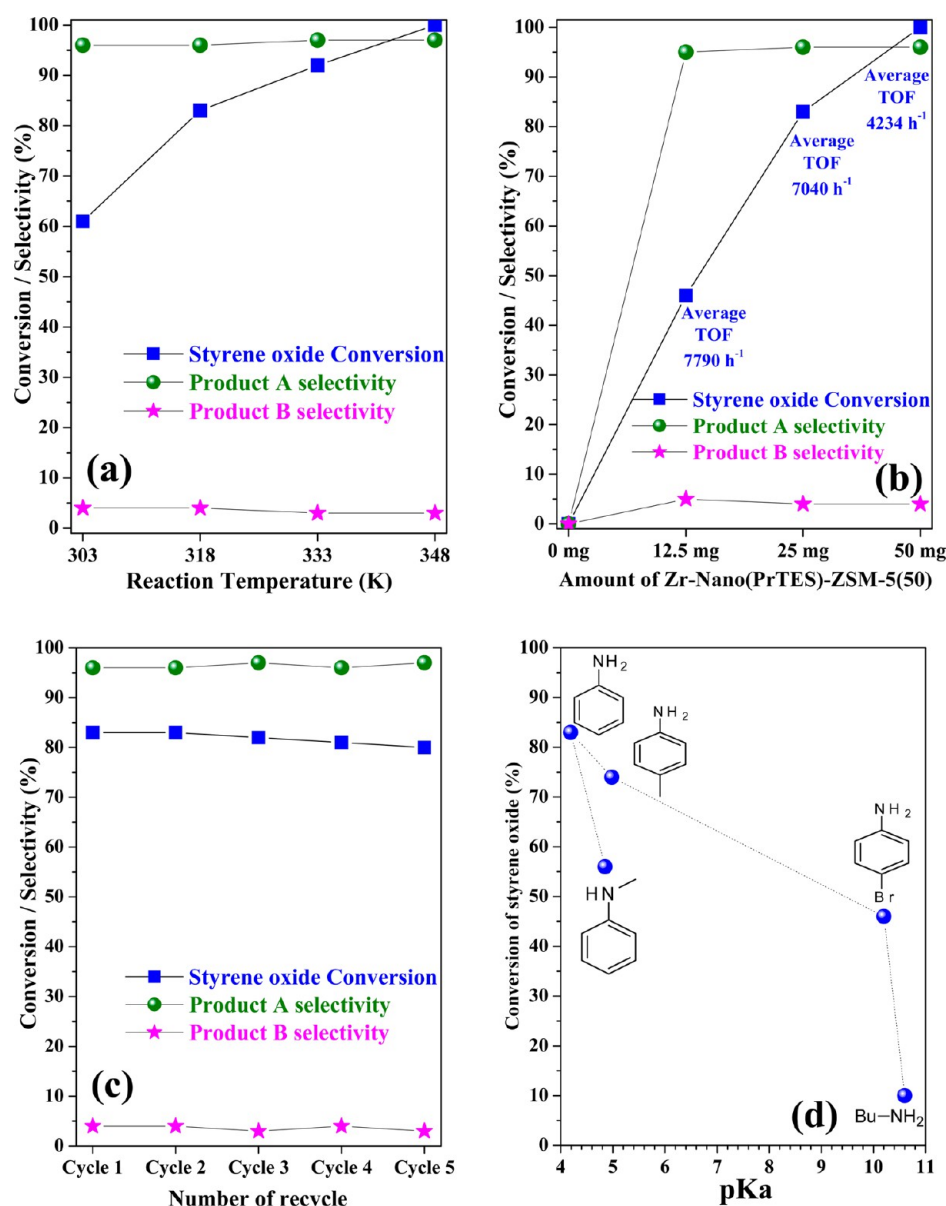 100
90
80
70
60
50
40
30
20
10
0
Conversion / Selectivity (%)
Styrene oxide Conversion
Product A selectivity
Product B selectivity
(a)
303 318 333 348
Reaction Temperature (K)
100
90
80
70
60
50
40
30
20
10
0
Conversion / Selectivity (%)
Average
TOF
4234 h⁻¹
Average
TOF
7040 h⁻¹
Average
TOF
7790 h⁻¹
Styrene oxide Conversion
Product A selectivity
Product B selectivity
(b)
0 mg 12.5 mg 25 mg 50 mg
Amount of Zr-Nano(PrTES)-ZSM-5(50)
100
90
80
70
60
50
40
30
20
10
0
Conversion / Selectivity (%)
Styrene oxide Conversion
Product A selectivity
Product B selectivity
(c)
Cycle 1 Cycle 2 Cycle 3 Cycle 4 Cycle 5
Number of recycle
100
90
80
70
60
50
40
30
20
10
0
Conversion of styrene oxide (%)
NH₂
NH₂
NH₂
Br
HN
Bu–NH₂
(d)
4 5 6 7 8 9 10 11
pKa